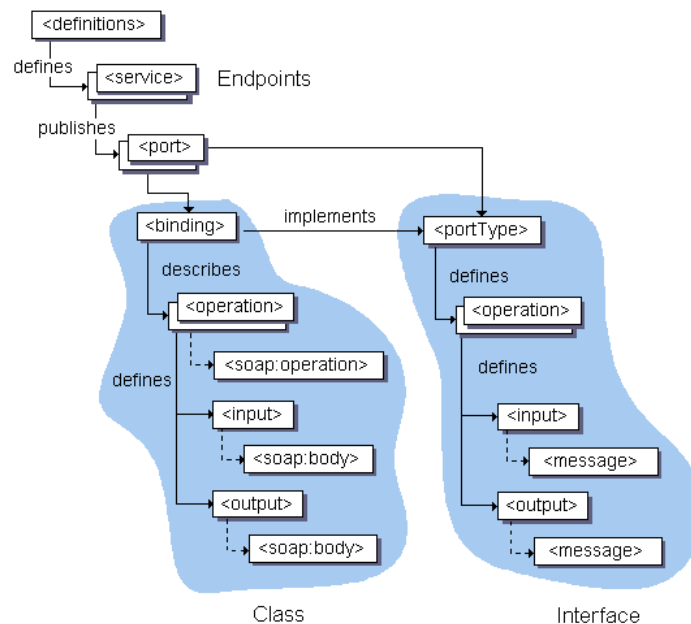 <definitions>
defines
<service>
Endpoints
publishes
<port>
<binding>
implements
<portType>
describes
defines
<operation>
<operation>
<soap:operation>
defines
defines
<input>
<input>
<soap:body>
<message>
<output>
<output>
<soap:body>
<message>
Class
Interface